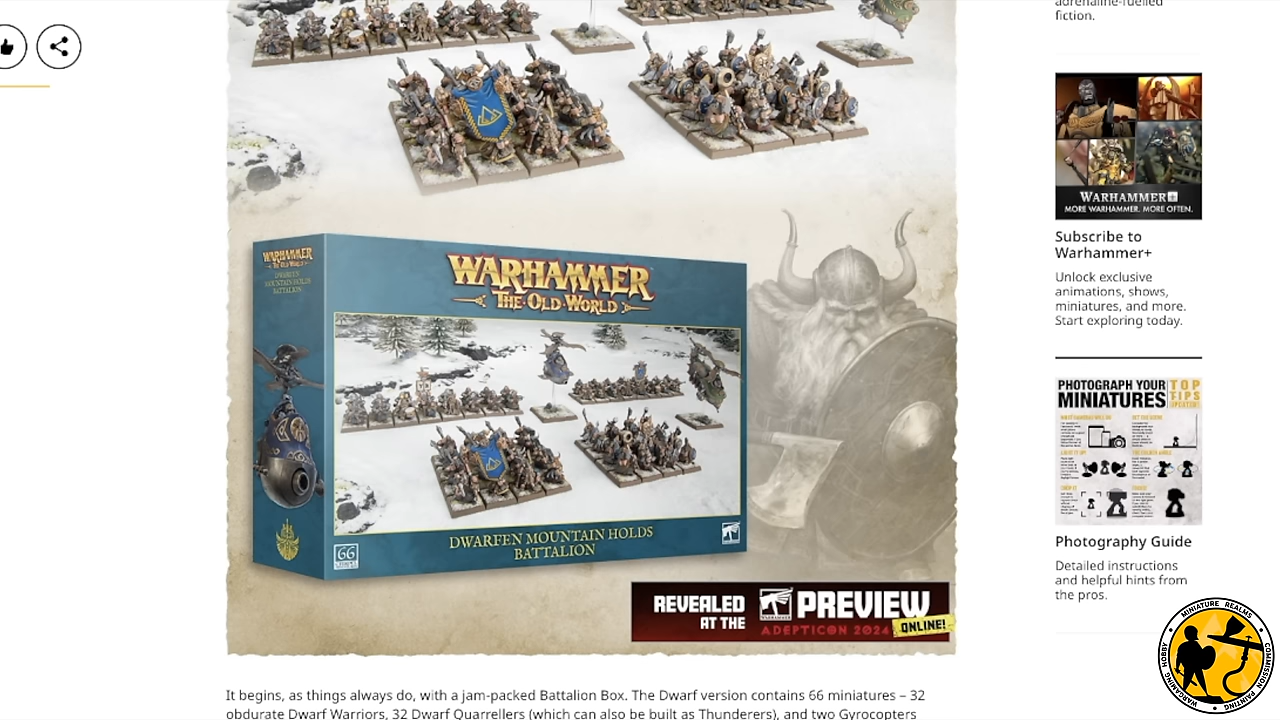 adrenaline-fuelled
fiction.
WARHAMMER
MORE WARHAMMER. MORE OFTEN.
Subscribe to
Warhammer+
Unlock exclusive
animations, shows,
miniatures, and more.
Start exploring today.
WARHAMMER
THE OLD WORLD
DWARFEN
MOUNTAIN HOLDS
BATTALION
WARHAMMER
THE OLD WORLD
DWARFEN MOUNTAIN HOLDS
BATTALION
66
PHOTOGRAPH YOUR
MINIATURES
TOP
TIPS
Photography Guide
Detailed instructions
and helpful hints from
the pros.
REVEALED
AT THE
WARHAMMER
PREVIEW
ADEPTICON 2024
ONLINE!
It begins, as things always do, with a jam-packed Battalion Box. The Dwarf version contains 66 miniatures – 32
obdurate Dwarf Warriors, 32 Dwarf Quarrellers (which can also be built as Thunderers), and two Gyrocopters
MINIATURE REALMS
HOBBY WARGAMING
COMMISSION PAINTING